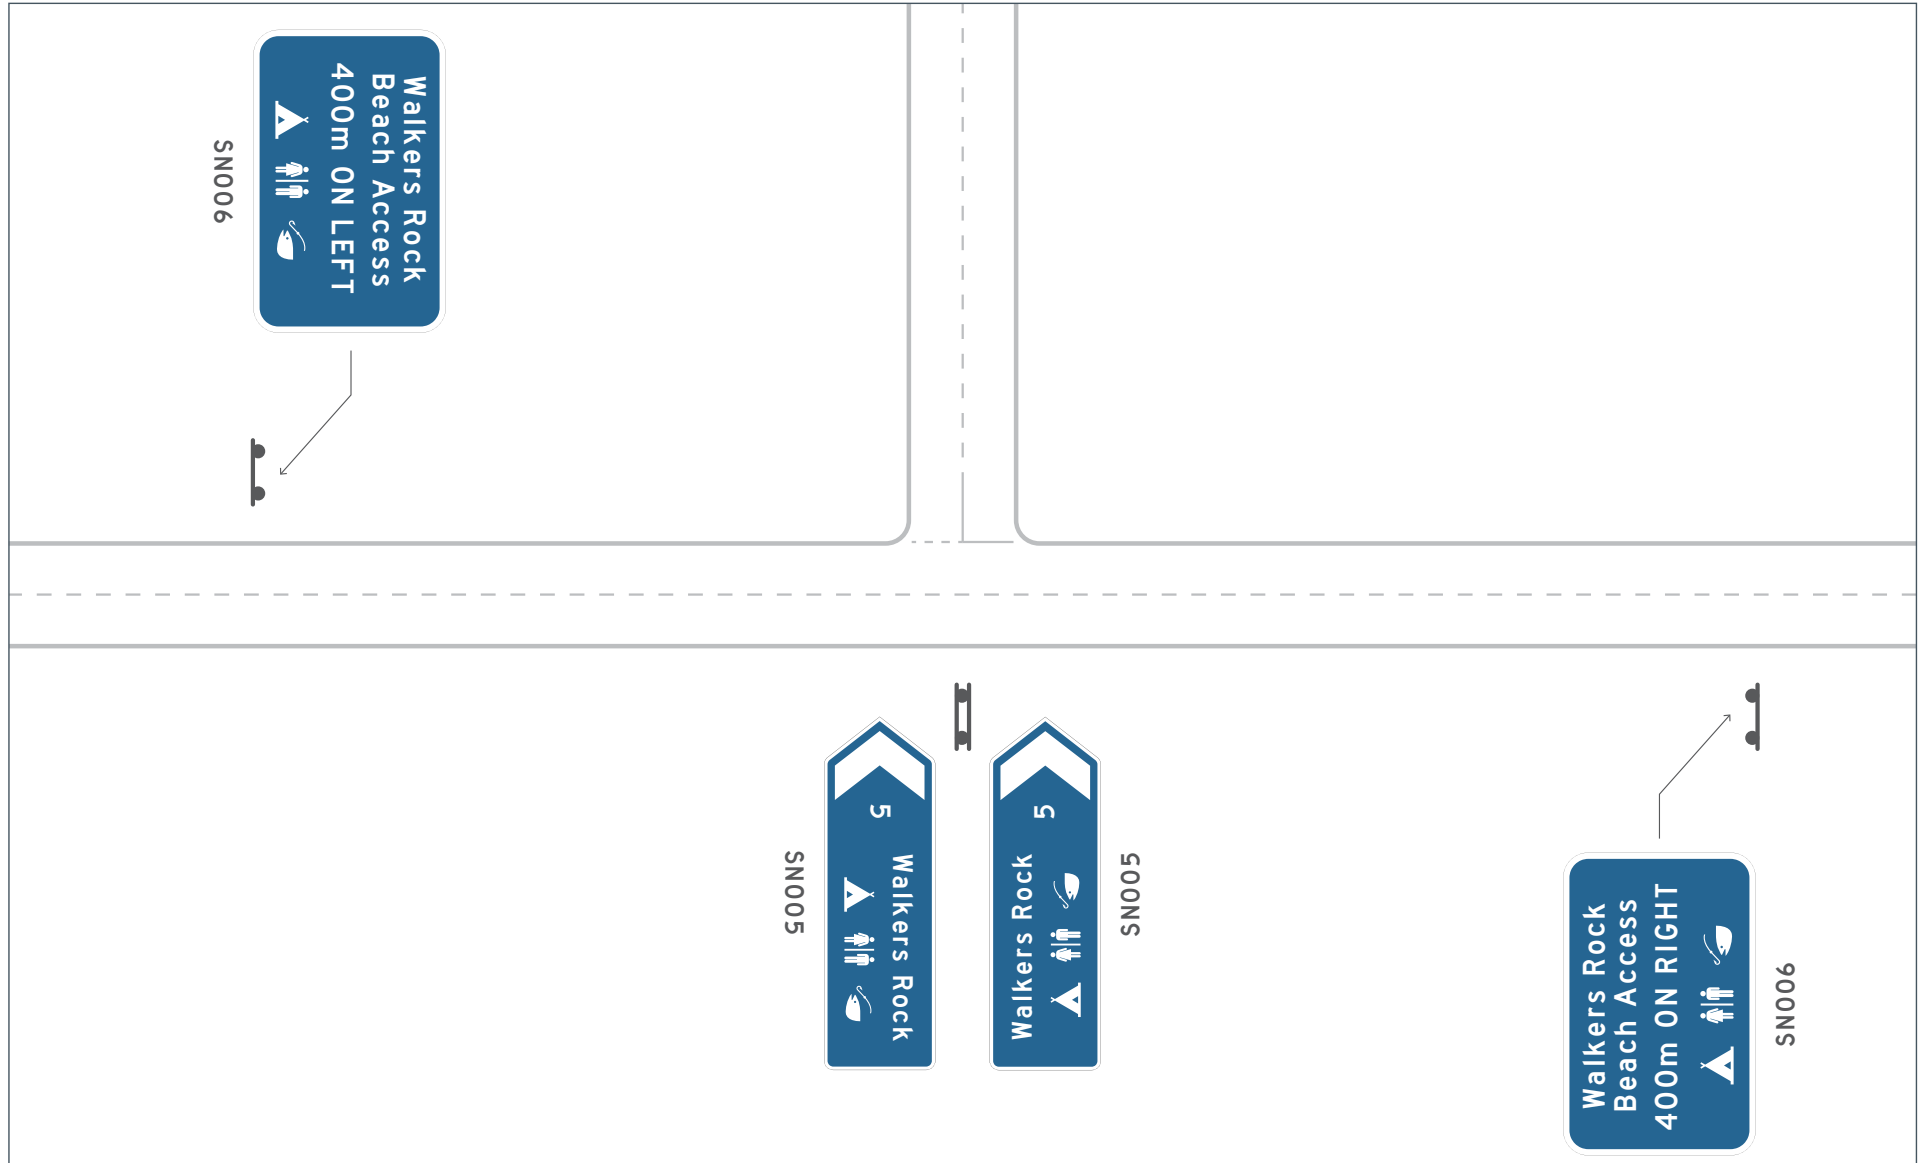 Walkers Rock
Beach Access
400m ON LEFT
SN006
5
Walkers Rock
SN005
5
Walkers Rock
SN005
Walkers Rock
Beach Access
400m ON RIGHT
SN006